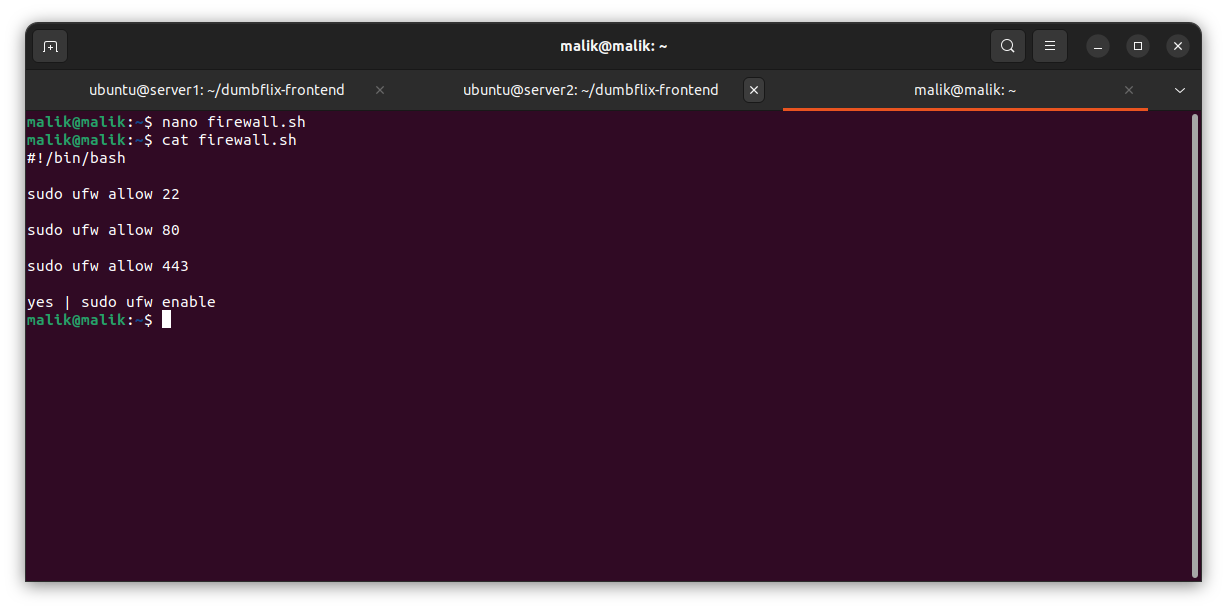 malik@malik: ~
ubuntu@server1: ~/dumbflix-frontend
ubuntu@server2: ~/dumbflix-frontend
malik@malik: ~
malik@malik:~$ nano firewall.sh
malik@malik:~$ cat firewall.sh
#!/bin/bash
sudo ufw allow 22
sudo ufw allow 80
sudo ufw allow 443
yes | sudo ufw enable
malik@malik:~$